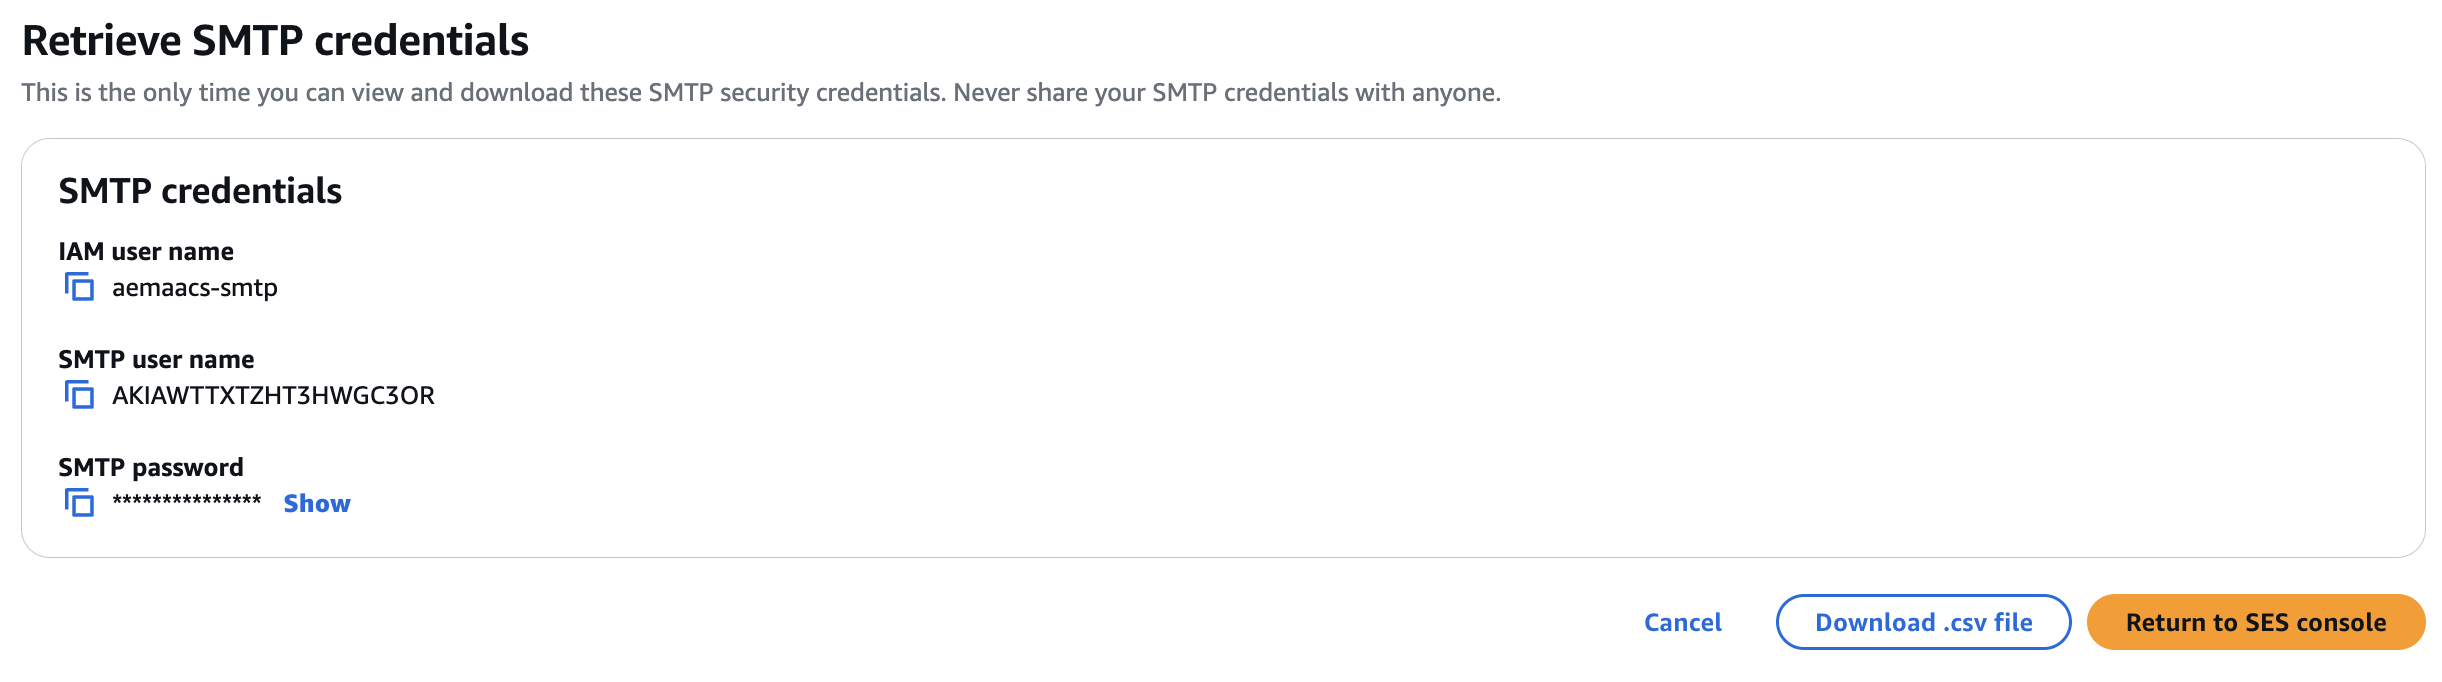 Retrieve SMTP credentials
This is the only time you can view and download these SMTP security credentials. Never share your SMTP credentials with anyone.
SMTP credentials
IAM user name
aemaacs-smtp
SMTP user name
AKIAWTTXTZHT3HWGC3OR
SMTP password
*************** Show
Cancel Download .csv file Return to SES console